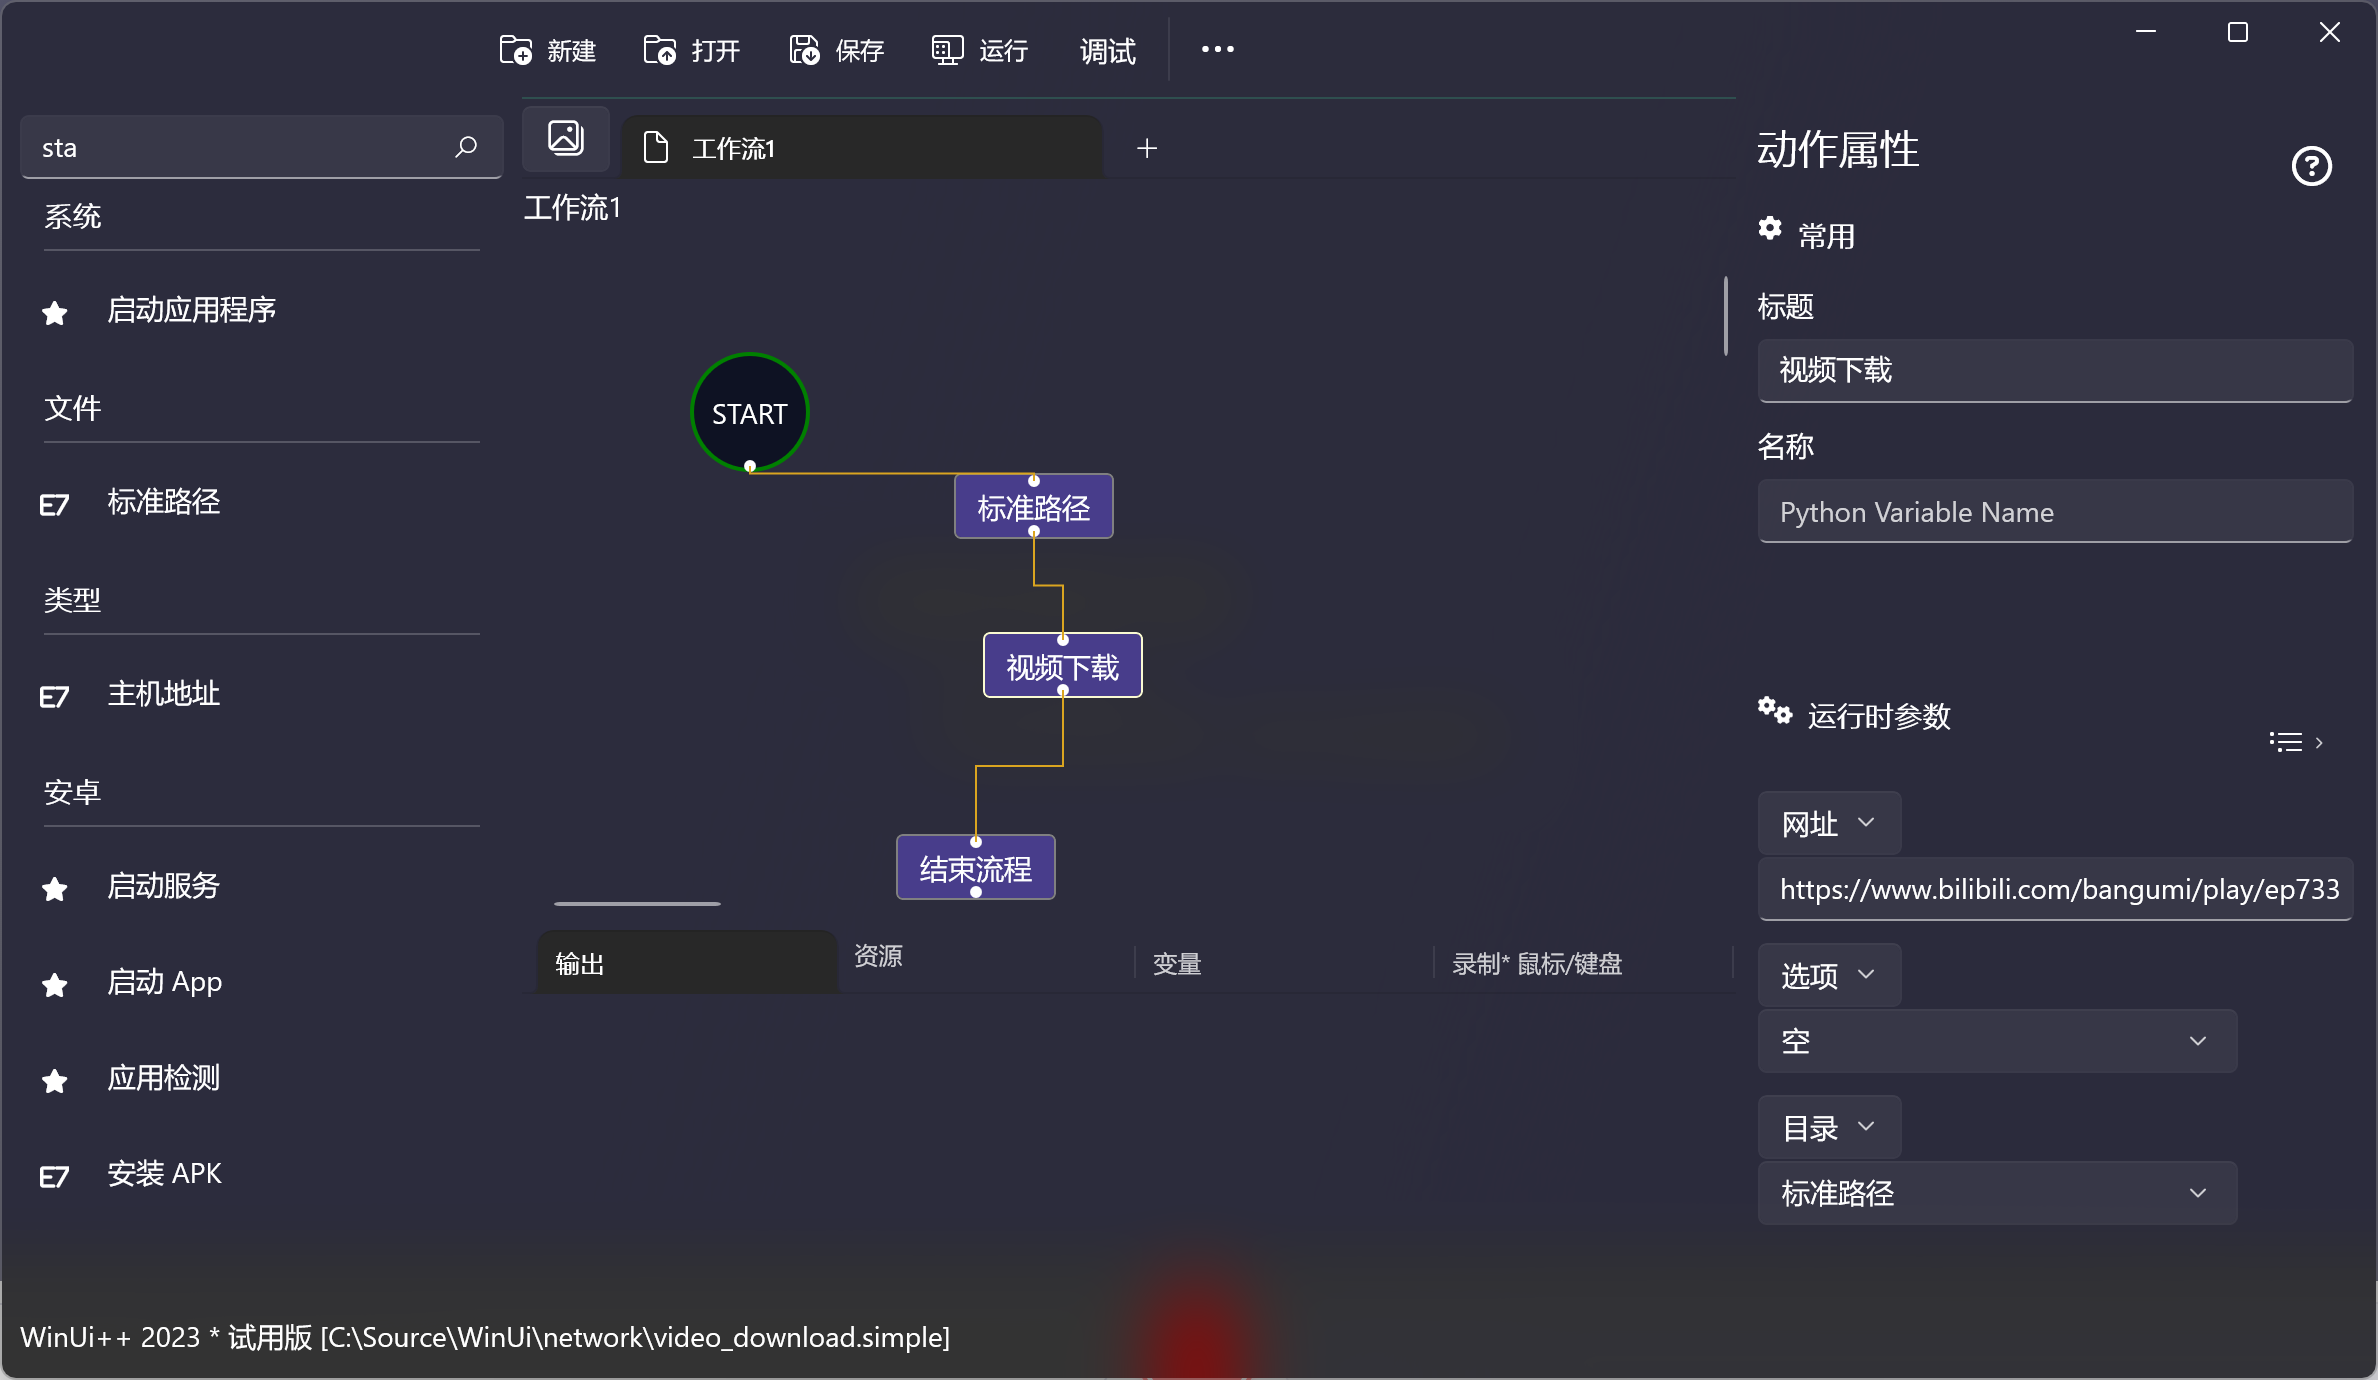 新建
打开
保存
运行
调试
sta
系统
启动应用程序
文件
标准路径
类型
主机地址
安卓
启动服务
启动 App
应用检测
安装 APK
工作流1
工作流1
START
标准路径
视频下载
结束流程
输出
资源
变量
录制* 鼠标/键盘
动作属性
常用
标题
视频下载
名称
Python Variable Name
运行时参数
网址
https://www.bilibili.com/bangumi/play/ep733
选项
空
目录
标准路径
WinUi++ 2023 * 试用版 [C:\Source\WinUi\network\video_download.simple]